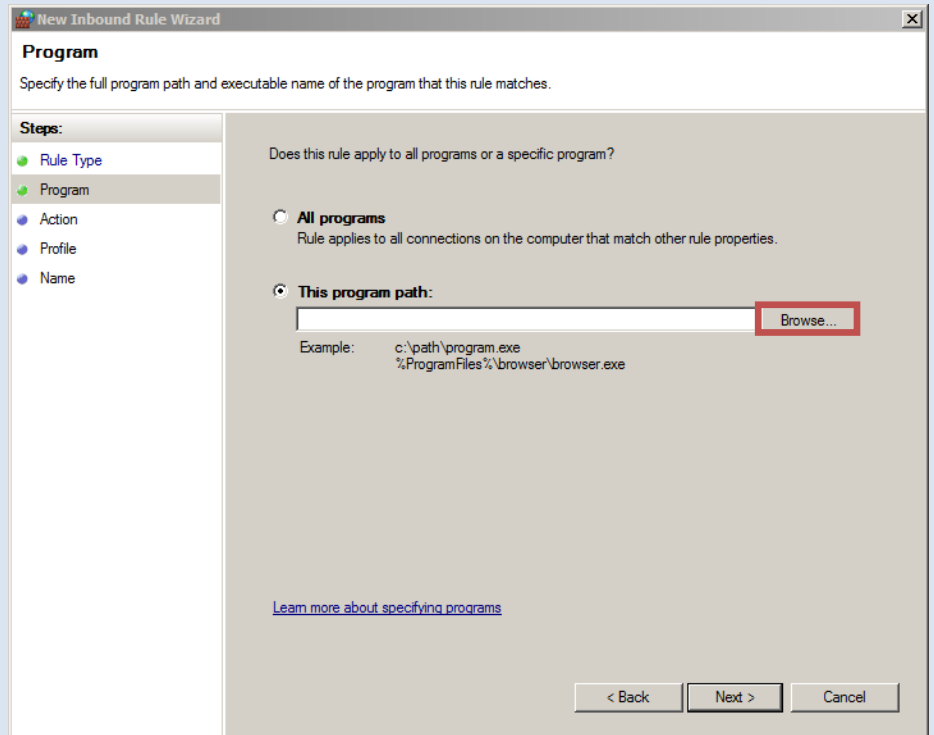 New Inbound Rule Wizard
Program
Specify the full program path and executable name of the program that this rule matches.
Steps:
Rule Type
Program
Action
Profile
Name
Does this rule apply to all programs or a specific program?
All programs
Rule applies to all connections on the computer that match other rule properties.
This program path:
Browse...
Example: c:\path\program.exe
%ProgramFiles%\browser\browser.exe
Learn more about specifying programs
< Back Next > Cancel